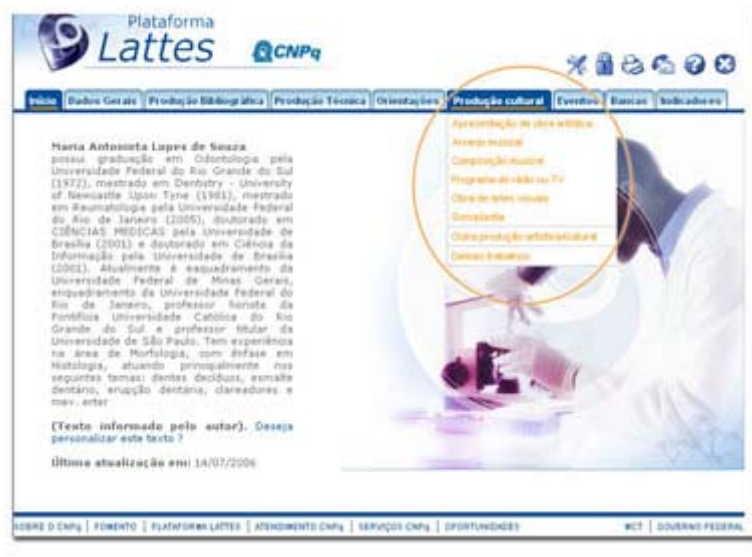 Plataforma
Lattes
CNPq
Início Dados Gerais Produção Bibliográfica Produção Técnica Orientações Produção cultural Eventos Bancas Indicadores
Apresentação de obra artística
Arranjo musical
Composição musical
Programa de rádio ou TV
Obra de artes visuais
Sonoplastia
Outra produção artística/cultural
Demais trabalhos
Maria Antonieta Lopes de Souza
possui graduação em Odontologia pela
Universidade Federal do Rio Grande do Sul
(1972), mestrado em Dentistry - University
of Newcastle Upon Tyne (1981), mestrado
em Reumatologia pela Universidade Federal
do Rio de Janeiro (2005), doutorado em
CIÊNCIAS MEDICAS pela Universidade de
Brasília (2001) e doutorado em Ciência da
Informação pela Universidade de Brasília
(2001). Atualmente é esquadramento da
Universidade Federal de Minas Gerais,
enquadramento da Universidade Federal do
Rio de Janeiro, professor horista da
Pontifícia Universidade Católica do Rio
Grande do Sul e professor titular da
Universidade de São Paulo. Tem experiência
na área de Morfologia, com ênfase em
Histologia, atuando principalmente nos
seguintes temas: dentes decíduos, esmalte
dentário, erupção dentária, clareadores e
mev. enter
(Texto informado pelo autor). Deseja
personalizar este texto ?
Última atualização em: 14/07/2006
SOBRE O CNPq | FOMENTO | PLATAFORMA LATTES | ATENDIMENTO CNPq | SERVIÇOS CNPq | OPORTUNIDADES MCT | GOVERNO FEDERAL